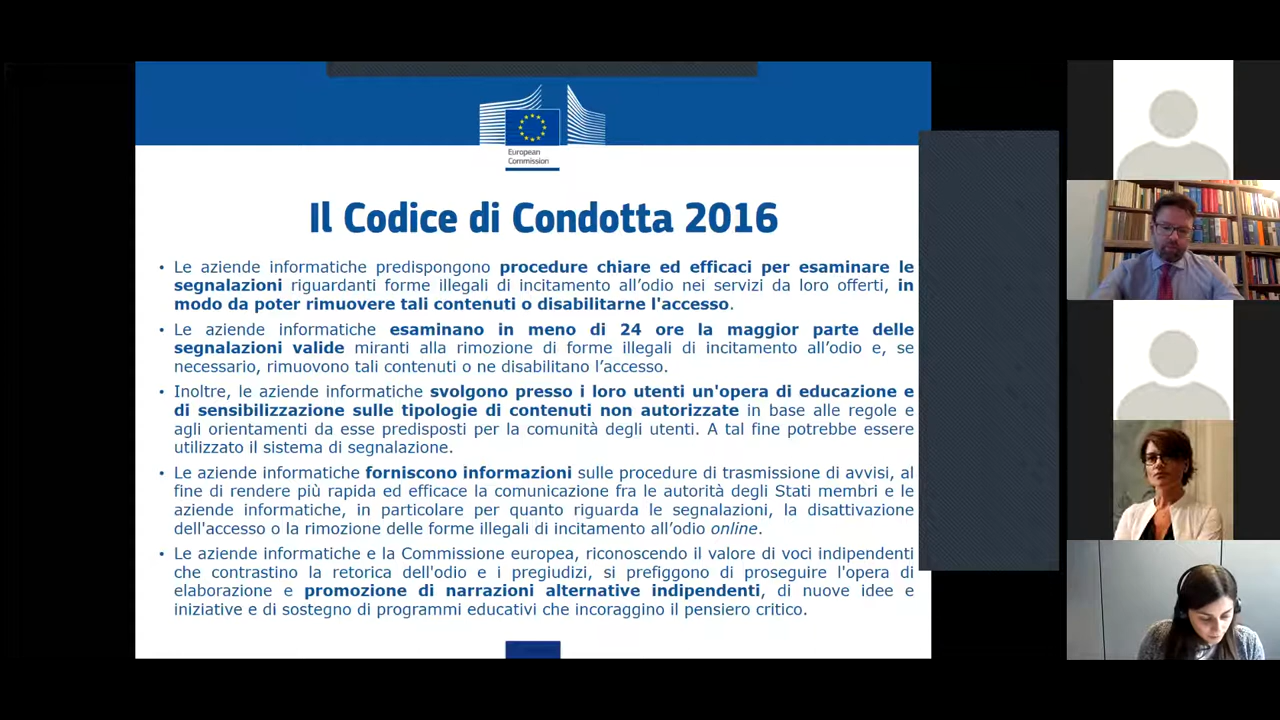 European
Commission
Il Codice di Condotta 2016
• Le aziende informatiche predispongono procedure chiare ed efficaci per esaminare le
segnalazioni riguardanti forme illegali di incitamento all’odio nei servizi da loro offerti, in
modo da poter rimuovere tali contenuti o disabilitarne l'accesso.
• Le aziende informatiche esaminano in meno di 24 ore la maggior parte delle
segnalazioni valide miranti alla rimozione di forme illegali di incitamento all’odio e, se
necessario, rimuovono tali contenuti o ne disabilitano l’accesso.
• Inoltre, le aziende informatiche svolgono presso i loro utenti un'opera di educazione e
di sensibilizzazione sulle tipologie di contenuti non autorizzate in base alle regole e
agli orientamenti da esse predisposti per la comunità degli utenti. A tal fine potrebbe essere
utilizzato il sistema di segnalazione.
• Le aziende informatiche forniscono informazioni sulle procedure di trasmissione di avvisi, al
fine di rendere più rapida ed efficace la comunicazione fra le autorità degli Stati membri e le
aziende informatiche, in particolare per quanto riguarda le segnalazioni, la disattivazione
dell'accesso o la rimozione delle forme illegali di incitamento all’odio online.
• Le aziende informatiche e la Commissione europea, riconoscendo il valore di voci indipendenti
che contrastino la retorica dell'odio e i pregiudizi, si prefiggono di proseguire l'opera di
elaborazione e promozione di narrazioni alternative indipendenti, di nuove idee e
iniziative e di sostegno di programmi educativi che incoraggino il pensiero critico.